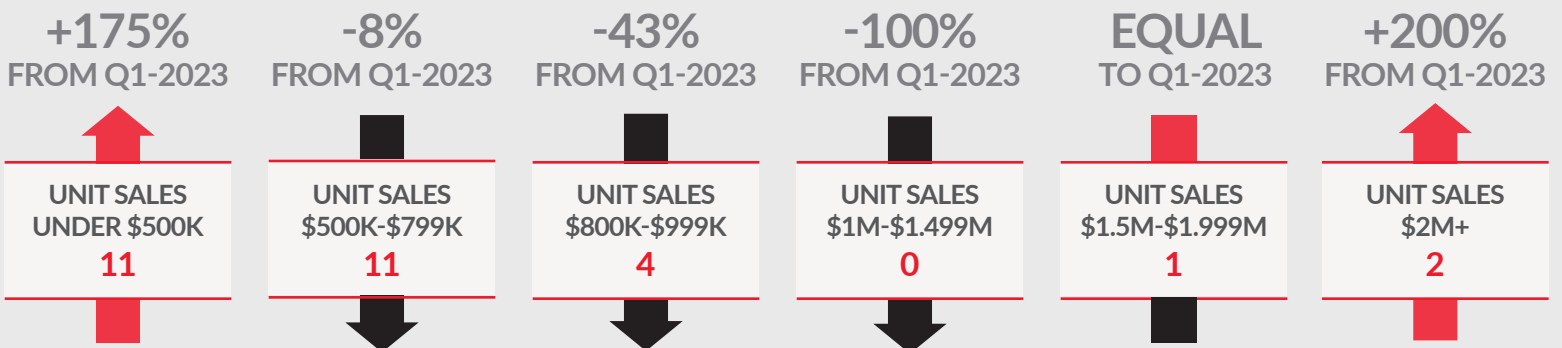 +175%
FROM Q1-2023
UNIT SALES
UNDER $500K
11
-8%
FROM Q1-2023
UNIT SALES
$500K-$799K
11
-43%
FROM Q1-2023
UNIT SALES
$800K-$999K
4
-100%
FROM Q1-2023
UNIT SALES
$1M-$1.499M
0
EQUAL
TO Q1-2023
UNIT SALES
$1.5M-$1.999M
1
+200%
FROM Q1-2023
UNIT SALES
$2M+
2